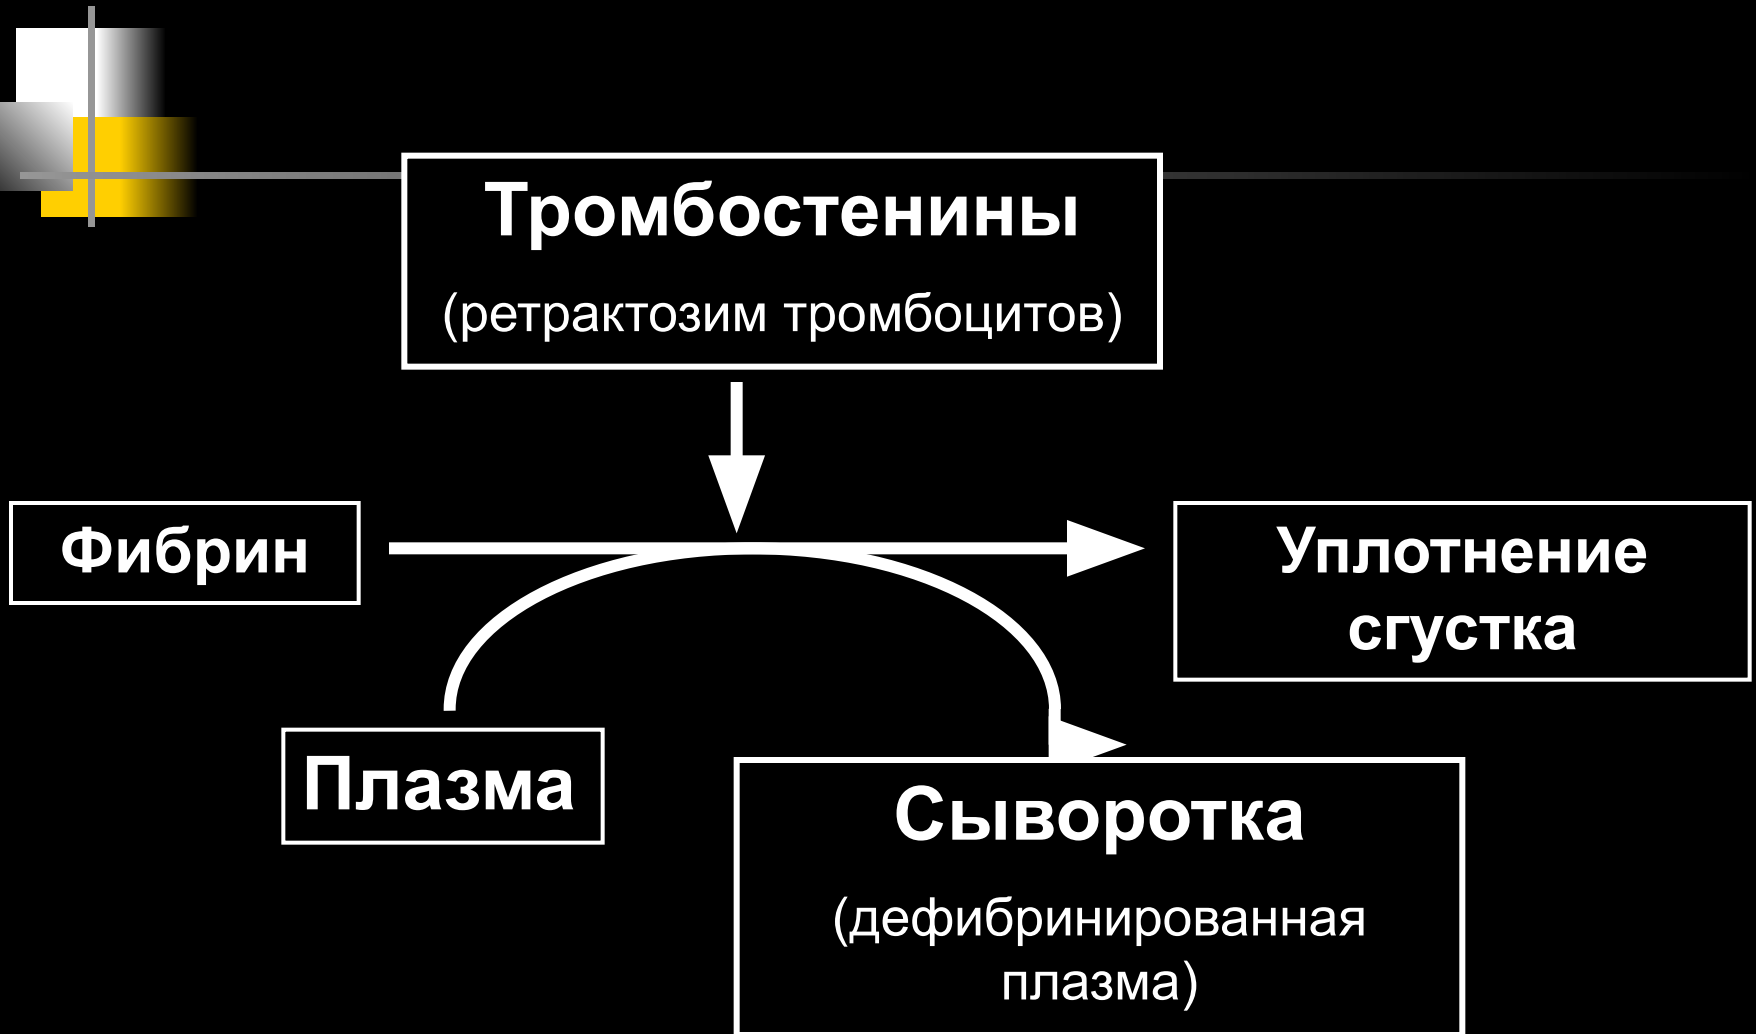 Тромбостенины
(ретрактозим тромбоцитов)
Фибрин
Уплотнение
сгустка
Плазма
Сыворотка
(дефибринированная
плазма)